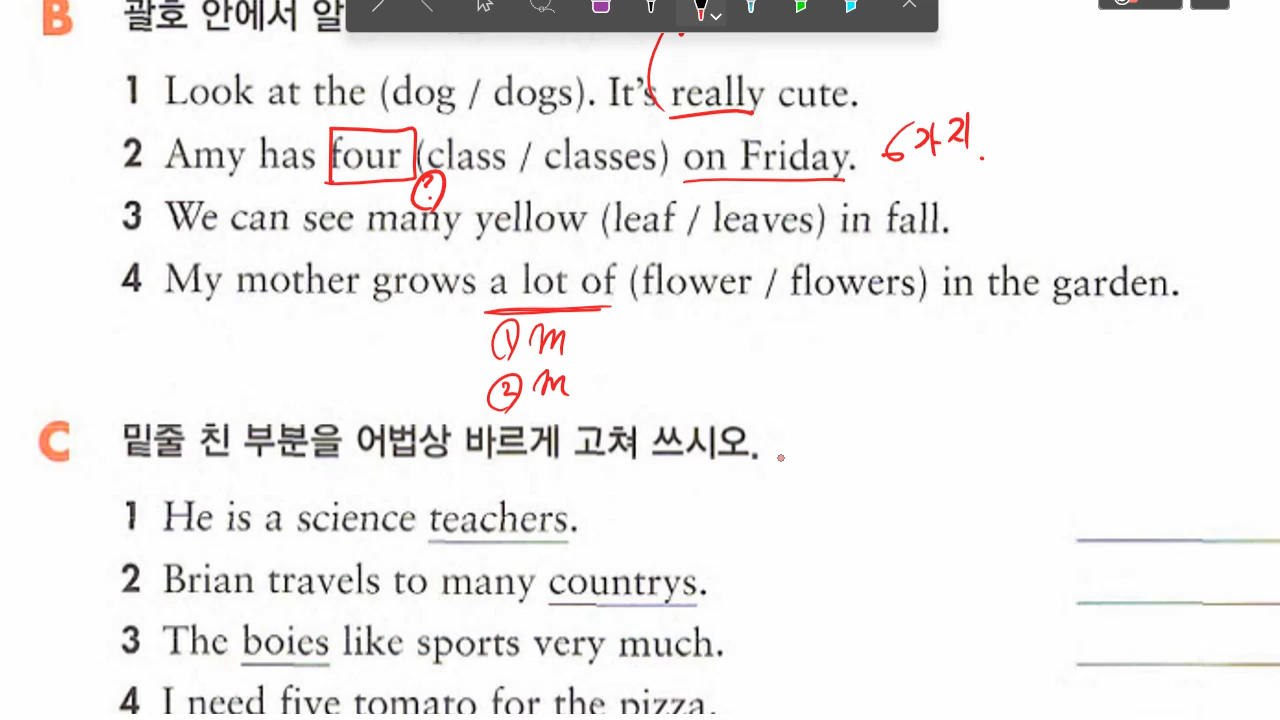 B 괄호 안에서 알
1 Look at the (dog / dogs). It's really cute.
2 Amy has four (class / classes) on Friday. 6가지.
?
3 We can see many yellow (leaf / leaves) in fall.
4 My mother grows a lot of (flower / flowers) in the garden.
① m
② m
C 밑줄 친 부분을 어법상 바르게 고쳐 쓰시오.
1 He is a science teachers.
2 Brian travels to many countrys.
3 The boies like sports very much.
4 I need five tomato for the pizza.